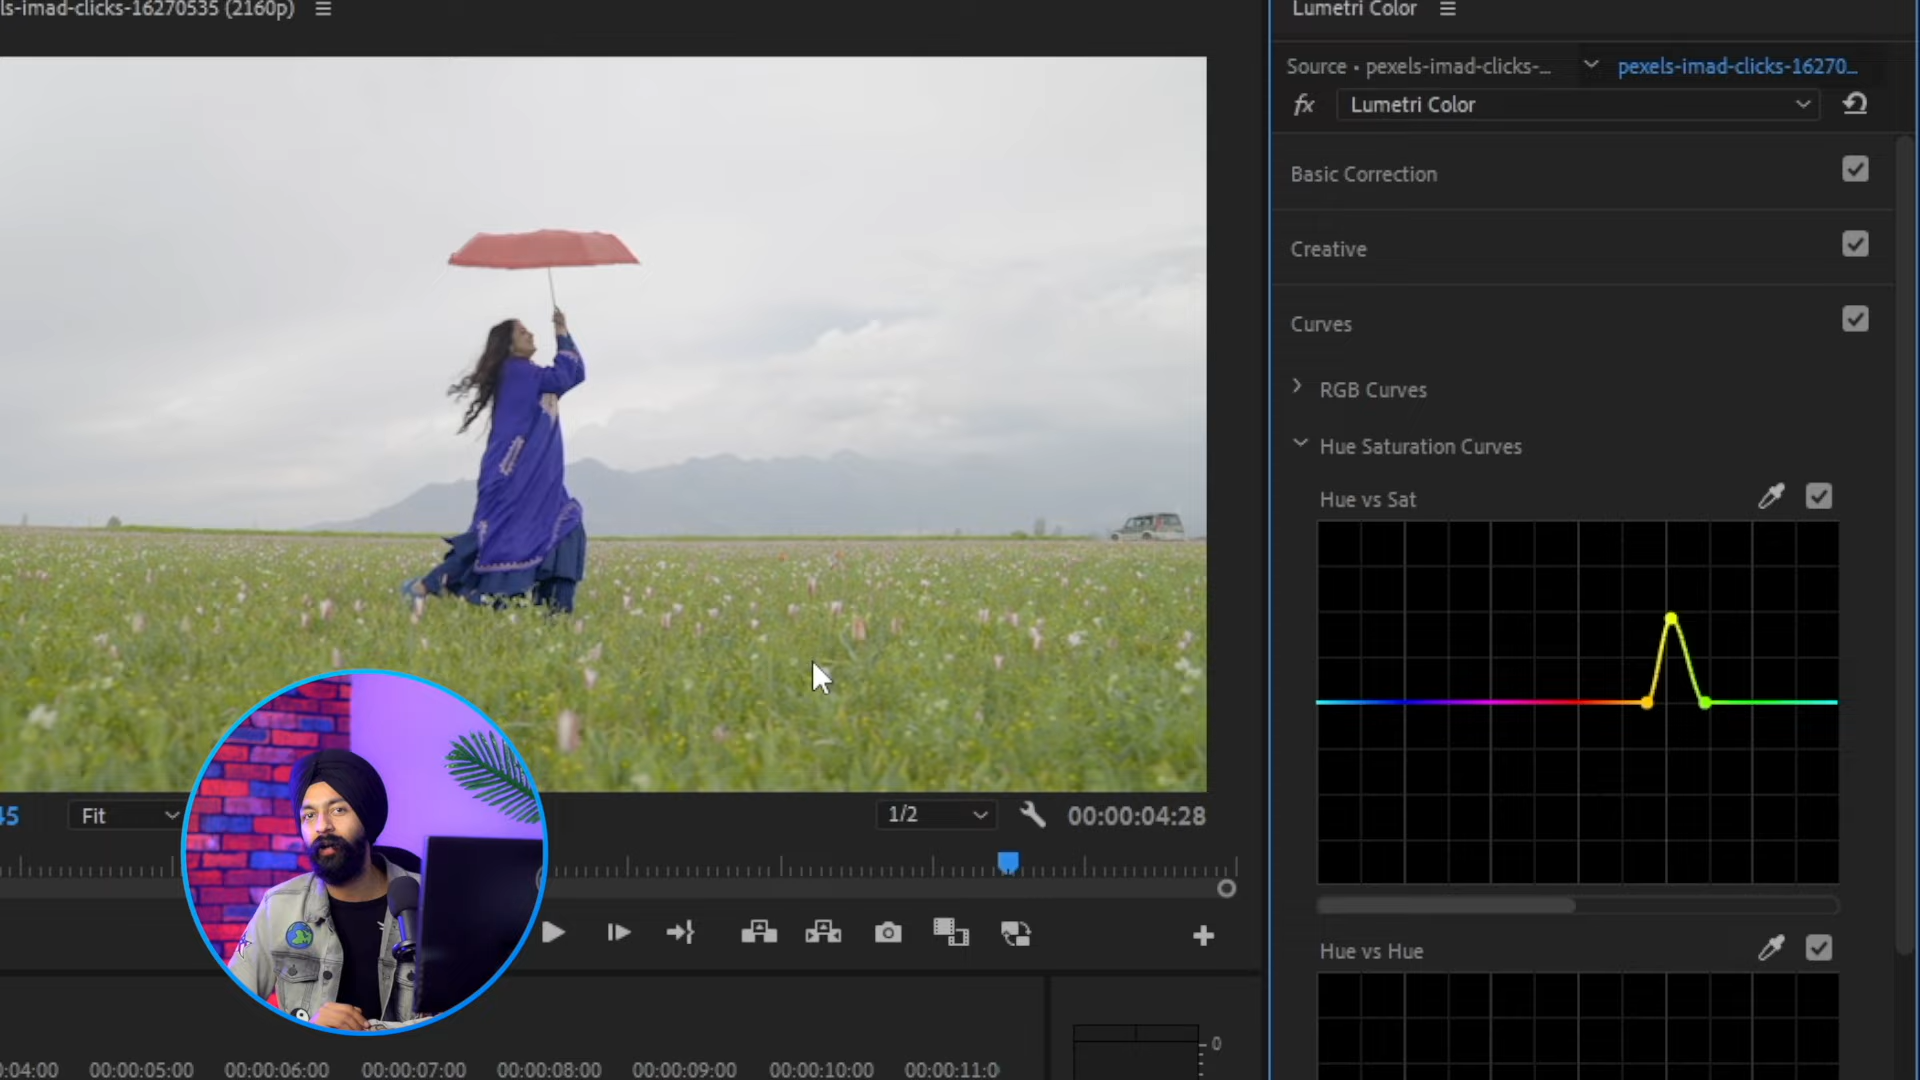 ls-imad-clicks-16270535 (2160p)
Lumetri Color
Source • pexels-imad-clicks-...
pexels-imad-clicks-16270...
fx
Lumetri Color
Basic Correction
Creative
Curves
RGB Curves
Hue Saturation Curves
Hue vs Sat
45
Fit
1/2
00:00:04:28
Hue vs Hue
0
0:04:00
00:00:05:00
00:00:06:00
00:00:07:00
00:00:08:00
00:00:09:00
00:00:10:00
00:00:11:0